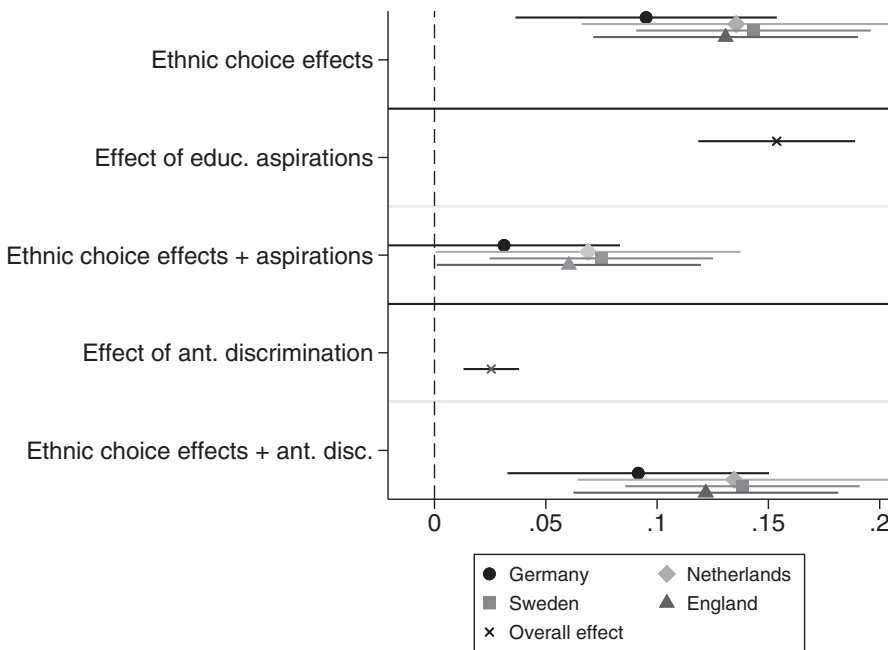 Ethnic choice effects
Effect of educ. aspirations
Ethnic choice effects + aspirations
Effect of ant. discrimination
Ethnic choice effects + ant. disc.
0 .05 .1 .15 .2
Germany Netherlands
Sweden England
Overall effect